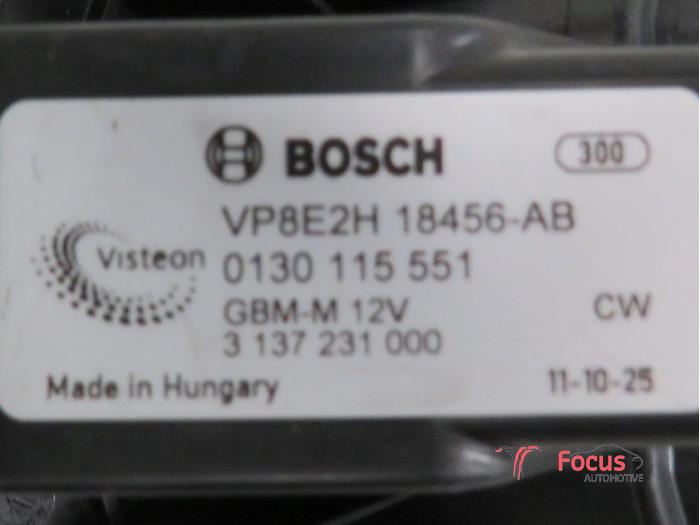 BOSCH 300
VP8E2H 18456-AB
Visteon 0130 115 551
GBM-M 12V CW
3 137 231 000
Made in Hungary 11-10-25
Focus
AUTOMOTIVE